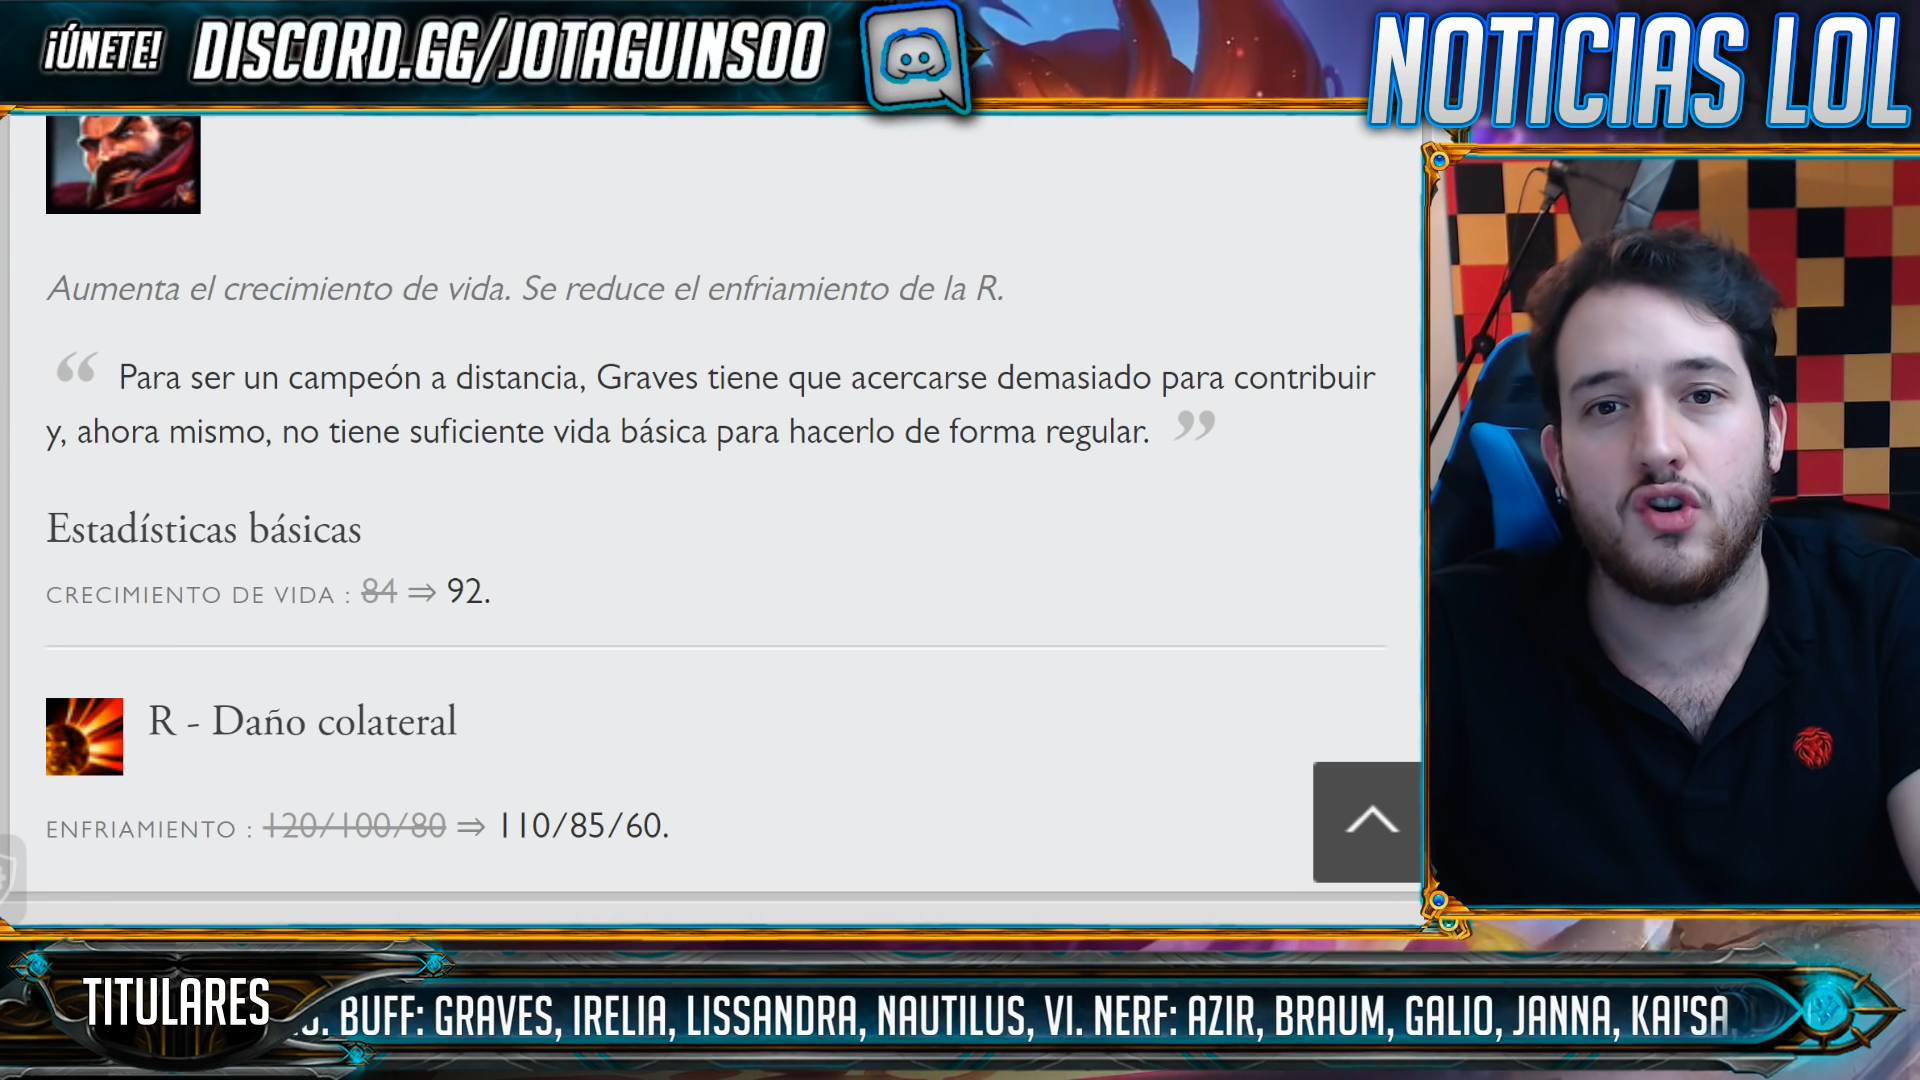 ¡ÚNETE! DISCORD.GG/JOTAGUINSOO
NOTICIAS LOL
Aumenta el crecimiento de vida. Se reduce el enfriamiento de la R.
“ Para ser un campeón a distancia, Graves tiene que acercarse demasiado para contribuir
y, ahora mismo, no tiene suficiente vida básica para hacerlo de forma regular. ”
Estadísticas básicas
CRECIMIENTO DE VIDA : 84 ⇒ 92.
R - Daño colateral
ENFRIAMIENTO : 120/100/80 ⇒ 110/85/60.
TITULARES
BUFF: GRAVES, IRELIA, LISSANDRA, NAUTILUS, VI. NERF: AZIR, BRAUM, GALIO, JANNA, KAI'SA,